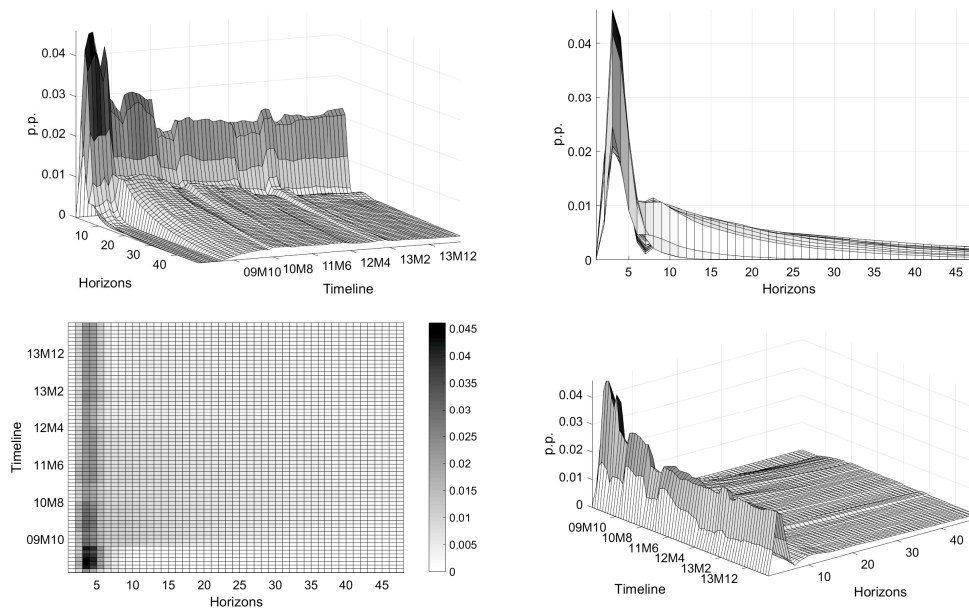 0.04
0.03
0.02
0.01
0
p.p.
10
20
30
40
Horizons
09M10
10M8
11M6
12M4
13M2
13M12
Timeline
0.04
0.03
0.02
0.01
0
p.p.
5
10
15
20
25
30
35
40
45
Horizons
13M12
13M2
12M4
11M6
10M8
09M10
Timeline
5
10
15
20
25
30
35
40
45
Horizons
0.045
0.04
0.035
0.03
0.025
0.02
0.015
0.01
0.005
0
0.04
0.03
0.02
0.01
0
p.p.
09M10
10M8
11M6
12M4
13M2
13M12
Timeline
10
20
30
40
Horizons